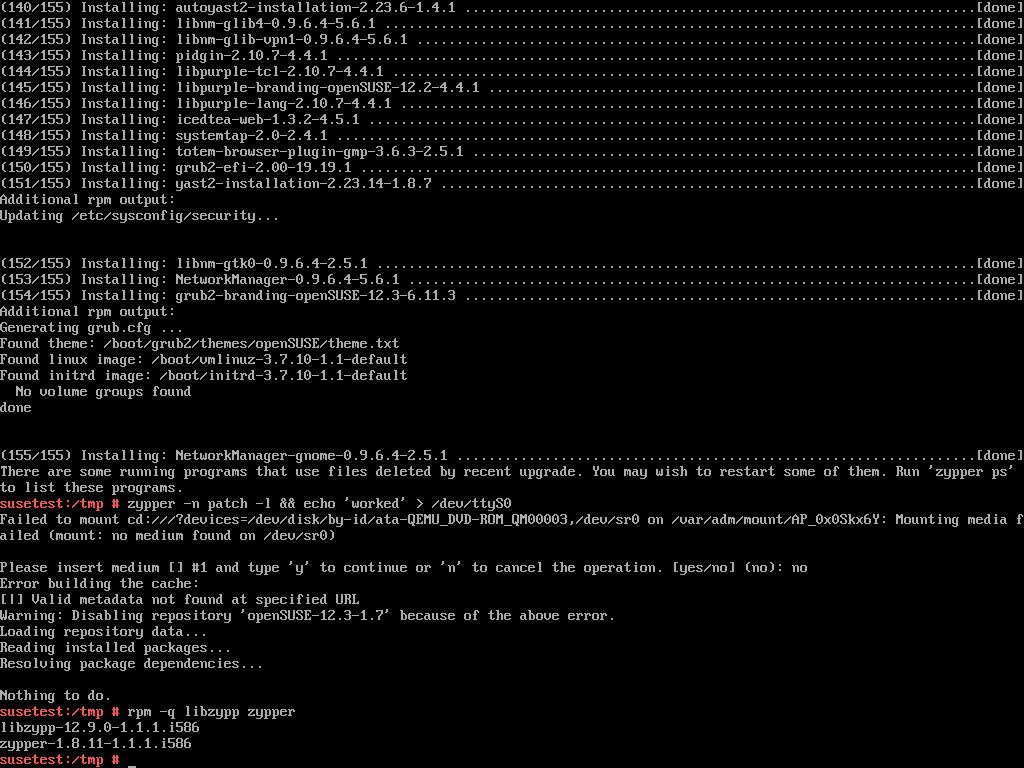 (140/155) Installing: autoyast2-installation-2.23.6-1.4.1 ................................................................[done]
(141/155) Installing: libnm-glib4-0.9.6.4-5.6.1 ..........................................................................[done]
(142/155) Installing: libnm-glib-vpn1-0.9.6.4-5.6.1 ......................................................................[done]
(143/155) Installing: pidgin-2.10.7-4.4.1 ................................................................................[done]
(144/155) Installing: libpurple-tcl-2.10.7-4.4.1 .........................................................................[done]
(145/155) Installing: libpurple-branding-openSUSE-12.2-4.4.1 .............................................................[done]
(146/155) Installing: libpurple-lang-2.10.7-4.4.1 ........................................................................[done]
(147/155) Installing: icedtea-web-1.3.2-4.5.1 ............................................................................[done]
(148/155) Installing: systemtap-2.0-2.4.1 ................................................................................[done]
(149/155) Installing: totem-browser-plugin-gmp-3.6.3-2.5.1 ...............................................................[done]
(150/155) Installing: grub2-efi-2.00-19.19.1 .............................................................................[done]
(151/155) Installing: yast2-installation-2.23.14-1.8.7 ...................................................................[done]
Additional rpm output:
Updating /etc/sysconfig/security...
(152/155) Installing: libnm-gtk0-0.9.6.4-2.5.1 ...........................................................................[done]
(153/155) Installing: NetworkManager-0.9.6.4-5.6.1 .......................................................................[done]
(154/155) Installing: grub2-branding-openSUSE-12.3-6.11.3 ................................................................[done]
Additional rpm output:
Generating grub.cfg ...
Found theme: /boot/grub2/themes/openSUSE/theme.txt
Found linux image: /boot/vmlinuz-3.7.10-1.1-default
Found initrd image: /boot/initrd-3.7.10-1.1-default
  No volume groups found
done
(155/155) Installing: NetworkManager-gnome-0.9.6.4-2.5.1 .................................................................[done]
There are some running programs that use files deleted by recent upgrade. You may wish to restart some of them. Run 'zypper ps'
to list these programs.
susetest:/tmp # zypper -n patch -l && echo 'worked' > /dev/ttyS0
Failed to mount cd:///?devices=/dev/disk/by-id/ata-QEMU_DVD-ROM_QM00003,/dev/sr0 on /var/adm/mount/AP_0x0Skx6Y: Mounting media f
ailed (mount: no medium found on /dev/sr0)
Please insert medium [] #1 and type 'y' to continue or 'n' to cancel the operation. [yes/no] (no): no
Error building the cache:
[|] Valid metadata not found at specified URL
Warning: Disabling repository 'openSUSE-12.3-1.7' because of the above error.
Loading repository data...
Reading installed packages...
Resolving package dependencies...
Nothing to do.
susetest:/tmp # rpm -q libzypp zypper
libzypp-12.9.0-1.1.1.i586
zypper-1.8.11-1.1.1.i586
susetest:/tmp # _